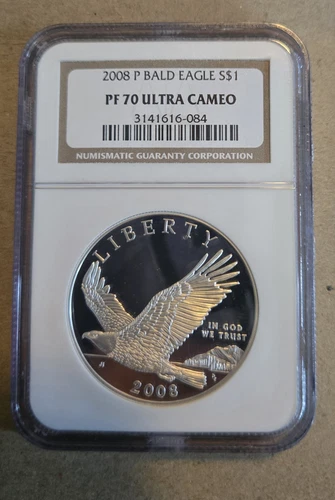 2008 P BALD EAGLE S$1
PF 70 ULTRA CAMEO
3141616-084
NUMISMATIC GUARANTY CORPORATION
LIBERTY
IN GOD
WE TRUST
2008